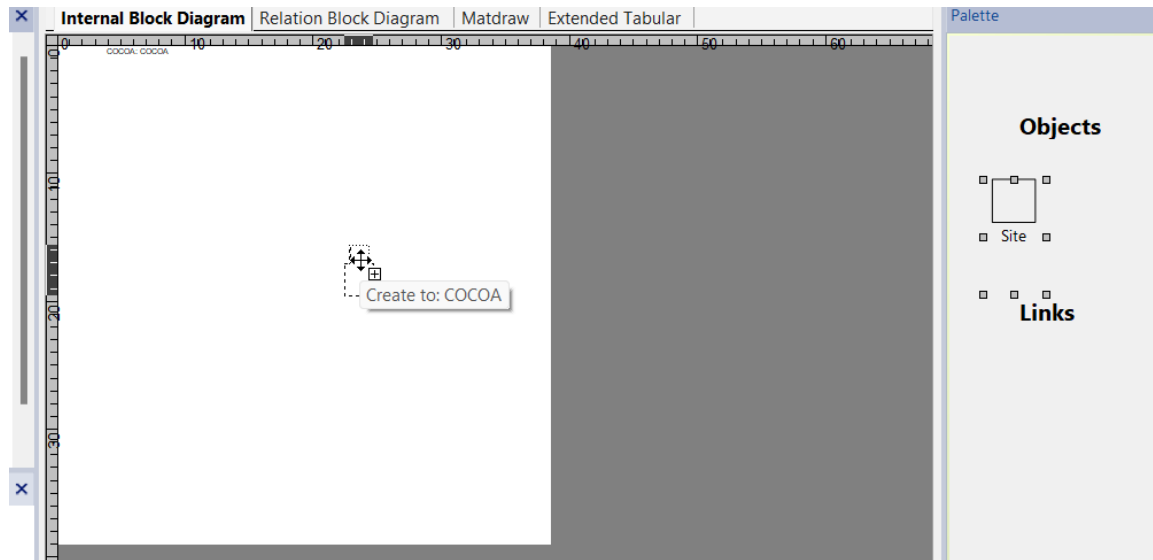 Internal Block Diagram Relation Block Diagram Matdraw Extended Tabular
Palette
0 10 20 30 40 50 60
0
COCOA: COCOA
10
20
30
Create to: COCOA
Objects
Site
Links